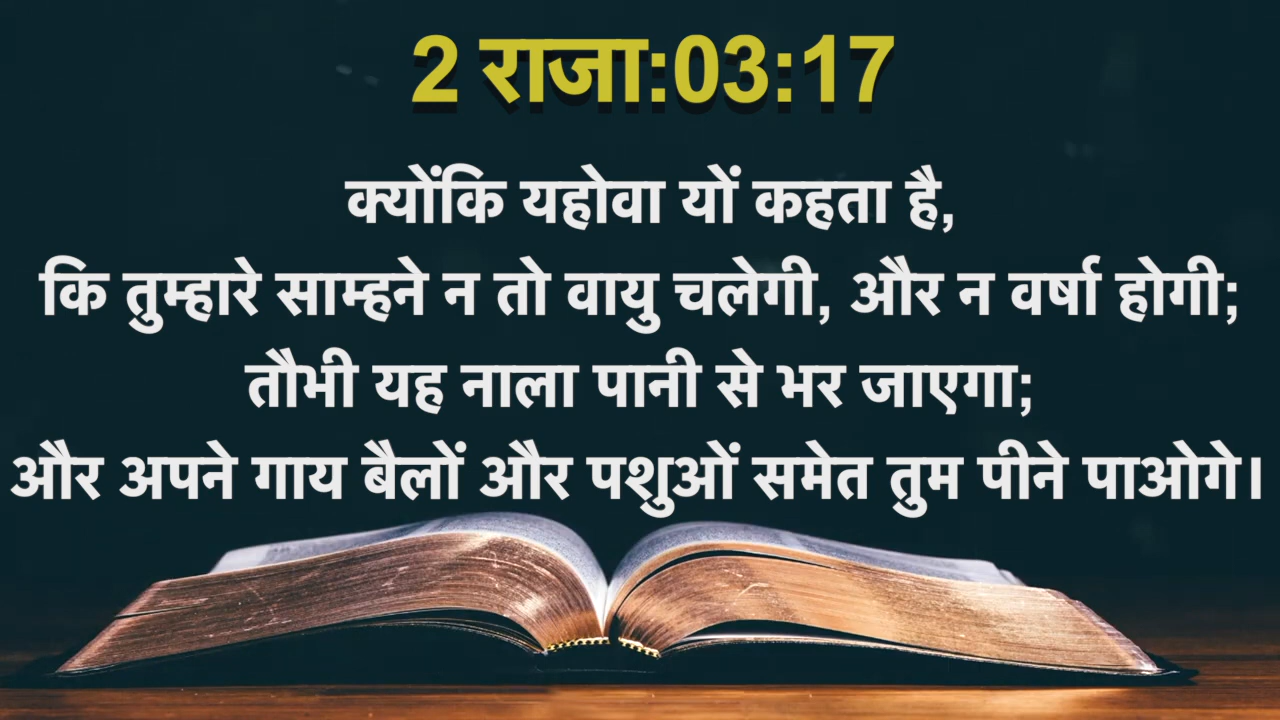 2 राजा:03:17
क्योंकि यहोवा यों कहता है,
कि तुम्हारे साम्हने न तो वायु चलेगी, और न वर्षा होगी;
तौभी यह नाला पानी से भर जाएगा;
और अपने गाय बैलों और पशुओं समेत तुम पीने पाओगे।